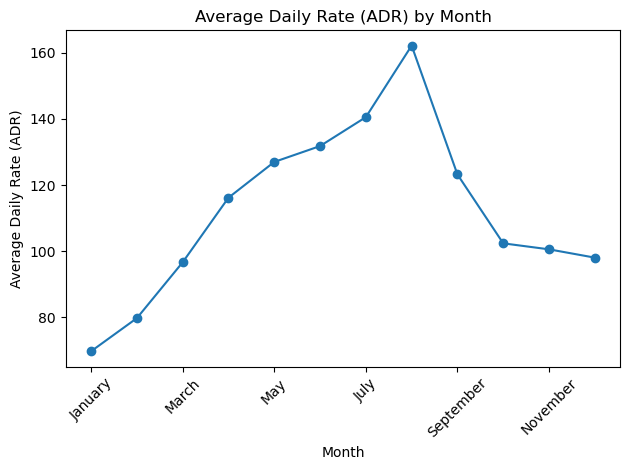 Average Daily Rate (ADR) by Month
Average Daily Rate (ADR)
160
140
120
100
80
January
March
May
July
September
November
Month